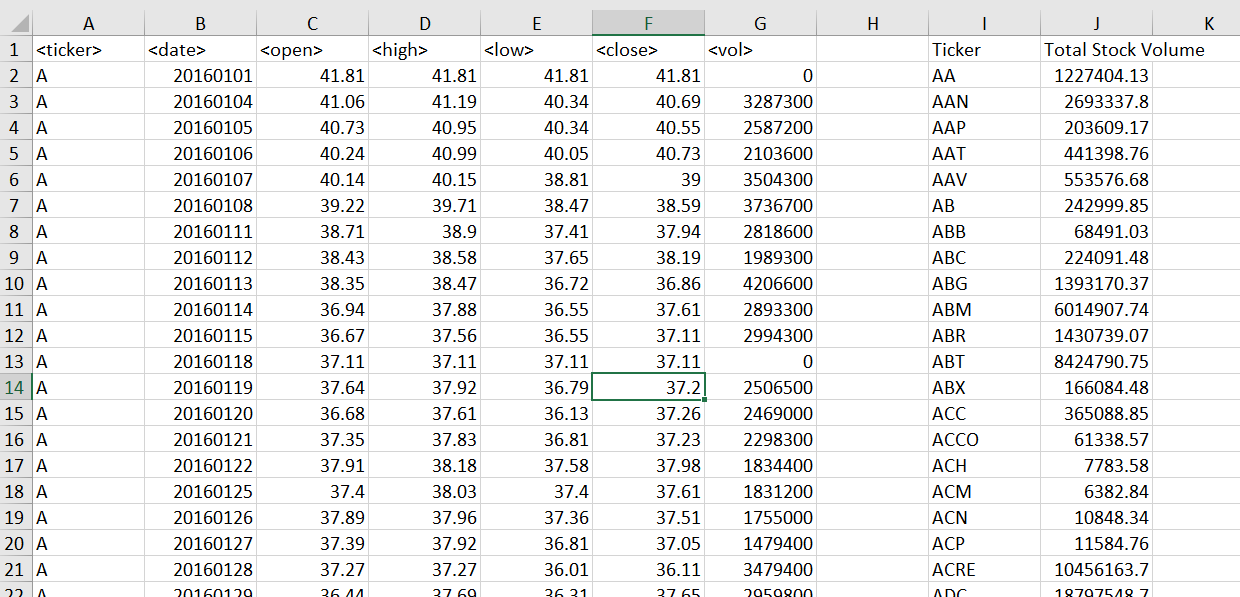 A B C D E F G H I J K
1 <ticker> <date> <open> <high> <low> <close> <vol> Ticker Total Stock Volume
2 A 20160101 41.81 41.81 41.81 41.81 0 AA 1227404.13
3 A 20160104 41.06 41.19 40.34 40.69 3287300 AAN 2693337.8
4 A 20160105 40.73 40.95 40.34 40.55 2587200 AAP 203609.17
5 A 20160106 40.24 40.99 40.05 40.73 2103600 AAT 441398.76
6 A 20160107 40.14 40.15 38.81 39 3504300 AAV 553576.68
7 A 20160108 39.22 39.71 38.47 38.59 3736700 AB 242999.85
8 A 20160111 38.71 38.9 37.41 37.94 2818600 ABB 68491.03
9 A 20160112 38.43 38.58 37.65 38.19 1989300 ABC 224091.48
10 A 20160113 38.35 38.47 36.72 36.86 4206600 ABG 1393170.37
11 A 20160114 36.94 37.88 36.55 37.61 2893300 ABM 6014907.74
12 A 20160115 36.67 37.56 36.55 37.11 2994300 ABR 1430739.07
13 A 20160118 37.11 37.11 37.11 37.11 0 ABT 8424790.75
14 A 20160119 37.64 37.92 36.79 37.2 2506500 ABX 166084.48
15 A 20160120 36.68 37.61 36.13 37.26 2469000 ACC 365088.85
16 A 20160121 37.35 37.83 36.81 37.23 2298300 ACCO 61338.57
17 A 20160122 37.91 38.18 37.58 37.98 1834400 ACH 7783.58
18 A 20160125 37.4 38.03 37.4 37.61 1831200 ACM 6382.84
19 A 20160126 37.89 37.96 37.36 37.51 1755000 ACN 10848.34
20 A 20160127 37.39 37.92 36.81 37.05 1479400 ACP 11584.76
21 A 20160128 37.27 37.27 36.01 36.11 3479400 ACRE 10456163.7
22 A 20160129 36.44 37.69 36.31 37.65 2959800 ADC 18797548.7